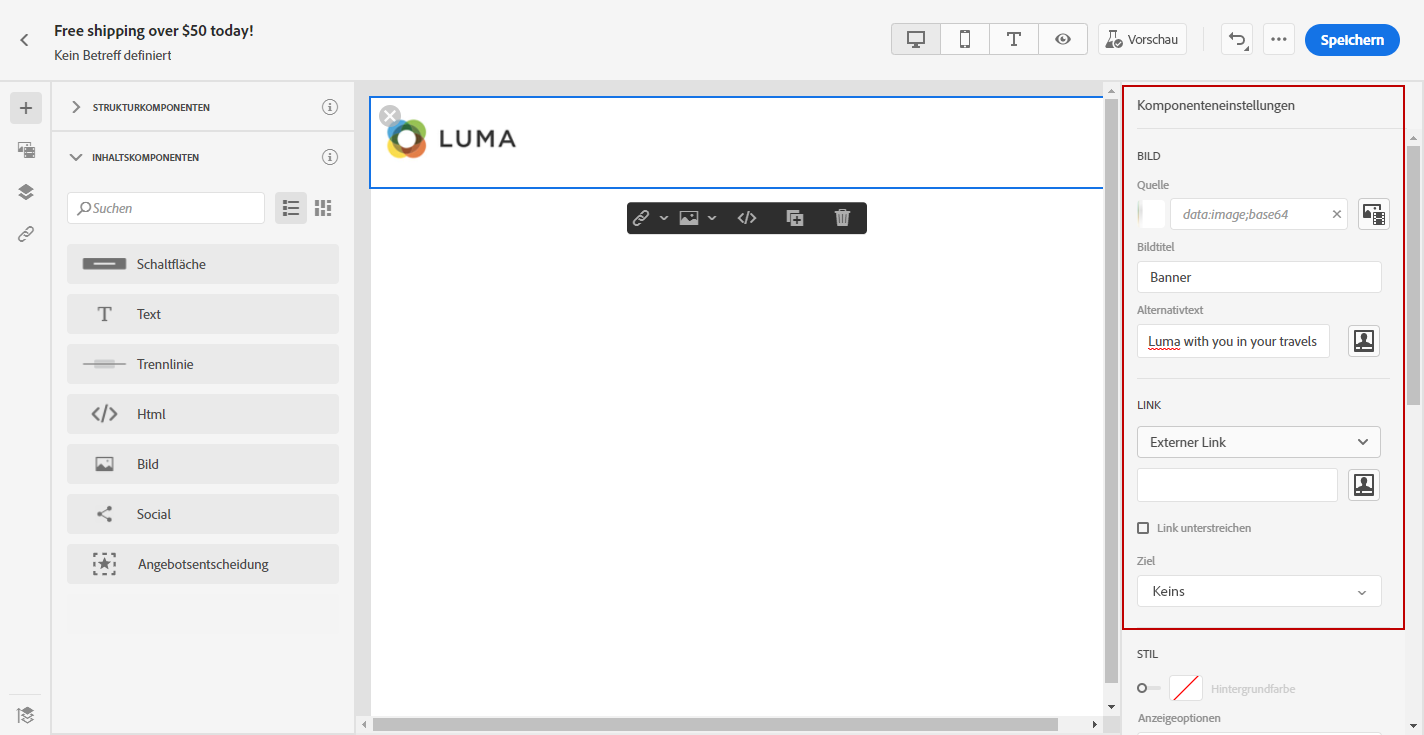 Free shipping over $50 today!
Kein Betreff definiert
Vorschau
Speichern
STRUKTURKOMPONENTEN
INHALTSKOMPONENTEN
Suchen
Schaltfläche
Text
Trennlinie
Html
Bild
Social
Angebotsentscheidung
LUMA
Komponenteneinstellungen
BILD
Quelle
data:image;base64
Bildtitel
Banner
Alternativtext
Luma with you in your travels
LINK
Externer Link
Link unterstreichen
Ziel
Keins
STIL
Hintergrundfarbe
Anzeigeoptionen